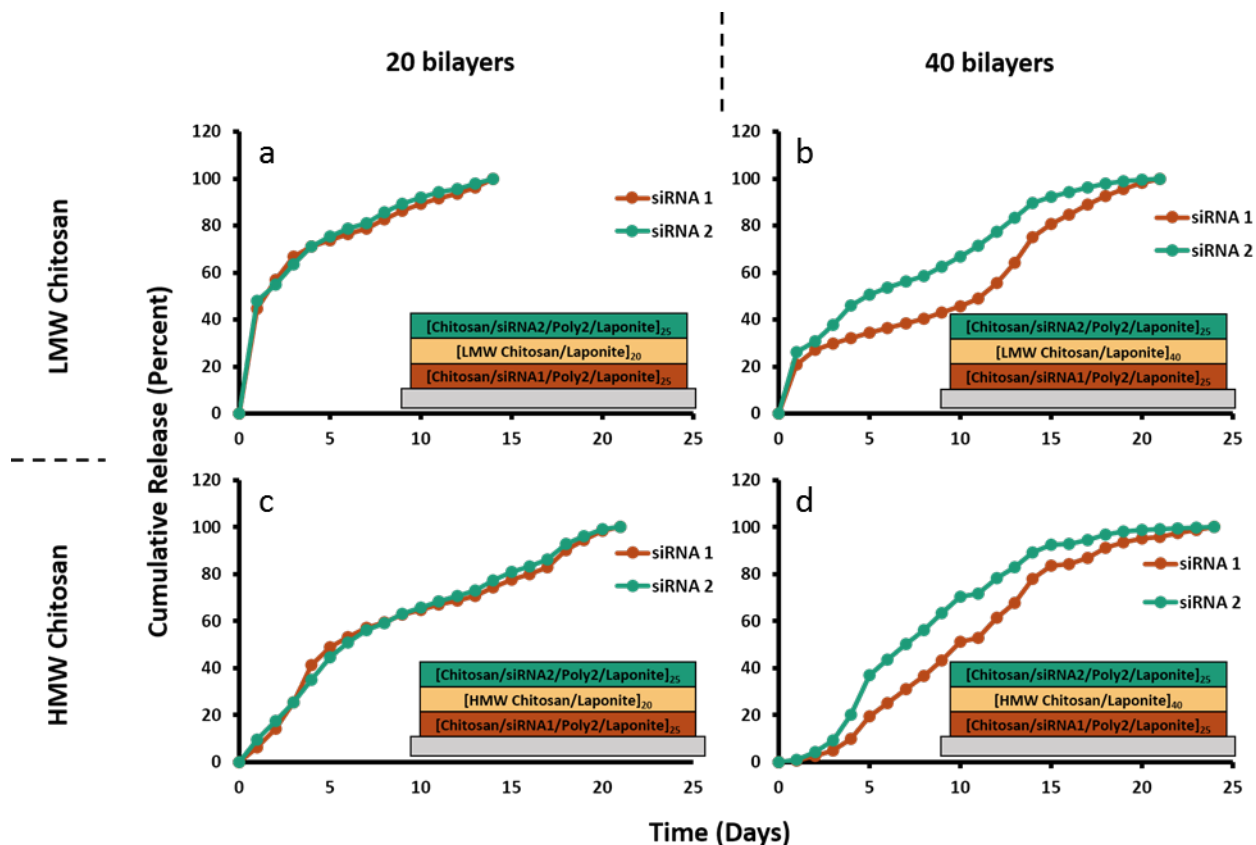 20 bilayers
40 bilayers
LMW Chitosan
HMW Chitosan
Cumulative Release (Percent)
a
120
100
80
60
40
20
0
0 5 10 15 20 25
siRNA 1
siRNA 2
[Chitosan/siRNA2/Poly2/Laponite]25
[LMW Chitosan/Laponite]20
[Chitosan/siRNA1/Poly2/Laponite]25
b
120
100
80
60
40
20
0
0 5 10 15 20 25
siRNA 1
siRNA 2
[Chitosan/siRNA2/Poly2/Laponite]25
[LMW Chitosan/Laponite]40
[Chitosan/siRNA1/Poly2/Laponite]25
c
120
100
80
60
40
20
0
0 5 10 15 20 25
siRNA 1
siRNA 2
[Chitosan/siRNA2/Poly2/Laponite]25
[HMW Chitosan/Laponite]20
[Chitosan/siRNA1/Poly2/Laponite]25
d
120
100
80
60
40
20
0
0 5 10 15 20 25
siRNA 1
siRNA 2
[Chitosan/siRNA2/Poly2/Laponite]25
[HMW Chitosan/Laponite]40
[Chitosan/siRNA1/Poly2/Laponite]25
Time (Days)